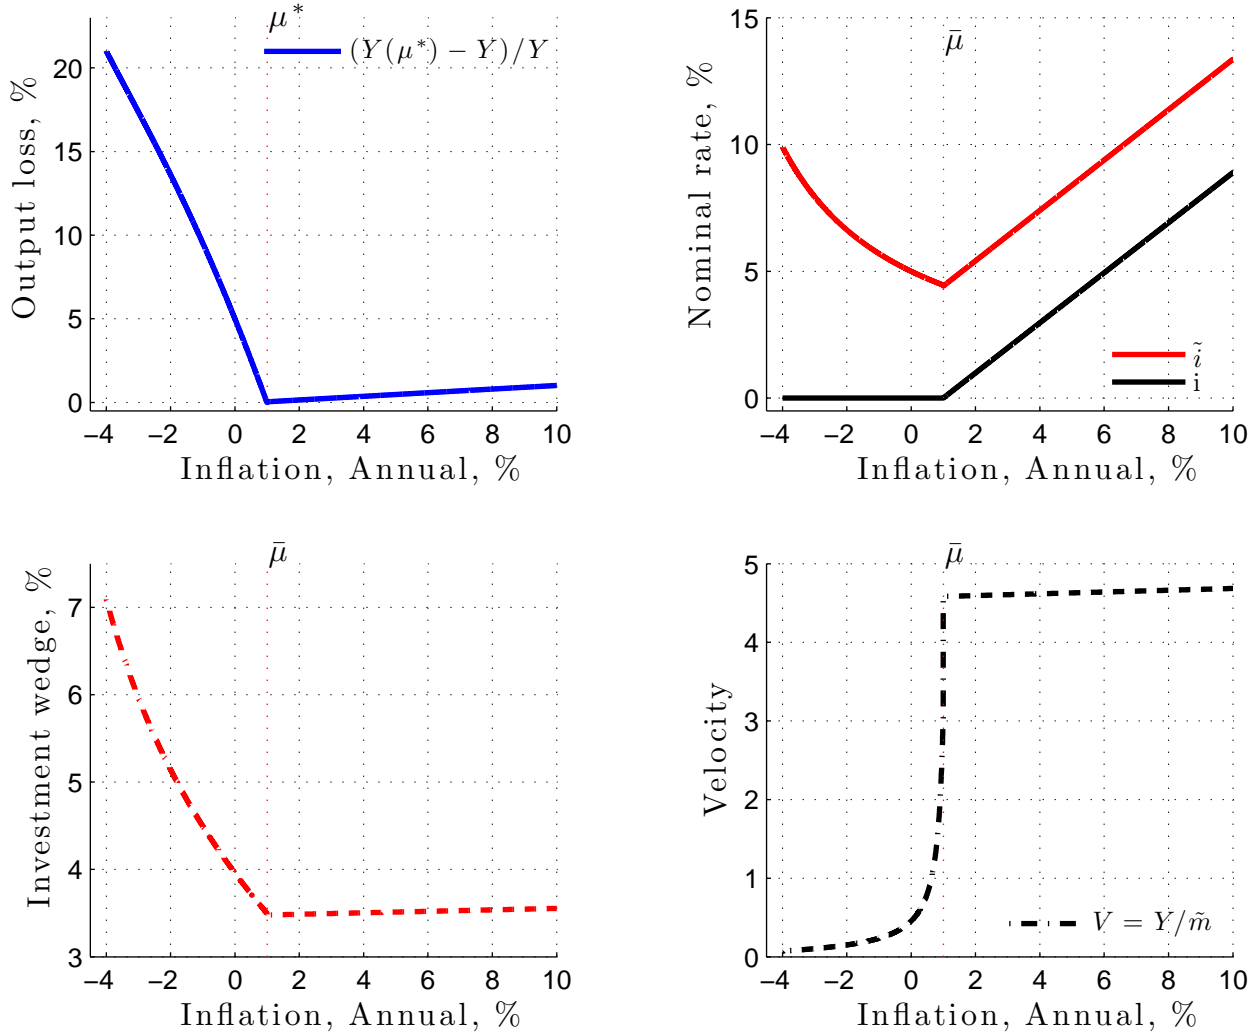 μ*
(Y(μ*) − Y)/Y
Output loss, %
20
15
10
5
0
−4 −2 0 2 4 6 8 10
Inflation, Annual, %
μ̄
Nominal rate, %
15
10
5
0
ĩ
i
−4 −2 0 2 4 6 8 10
Inflation, Annual, %
μ̄
Investment wedge, %
7
6
5
4
3
−4 −2 0 2 4 6 8 10
Inflation, Annual, %
μ̄
Velocity
5
4
3
2
1
0
V = Y/m̃
−4 −2 0 2 4 6 8 10
Inflation, Annual, %